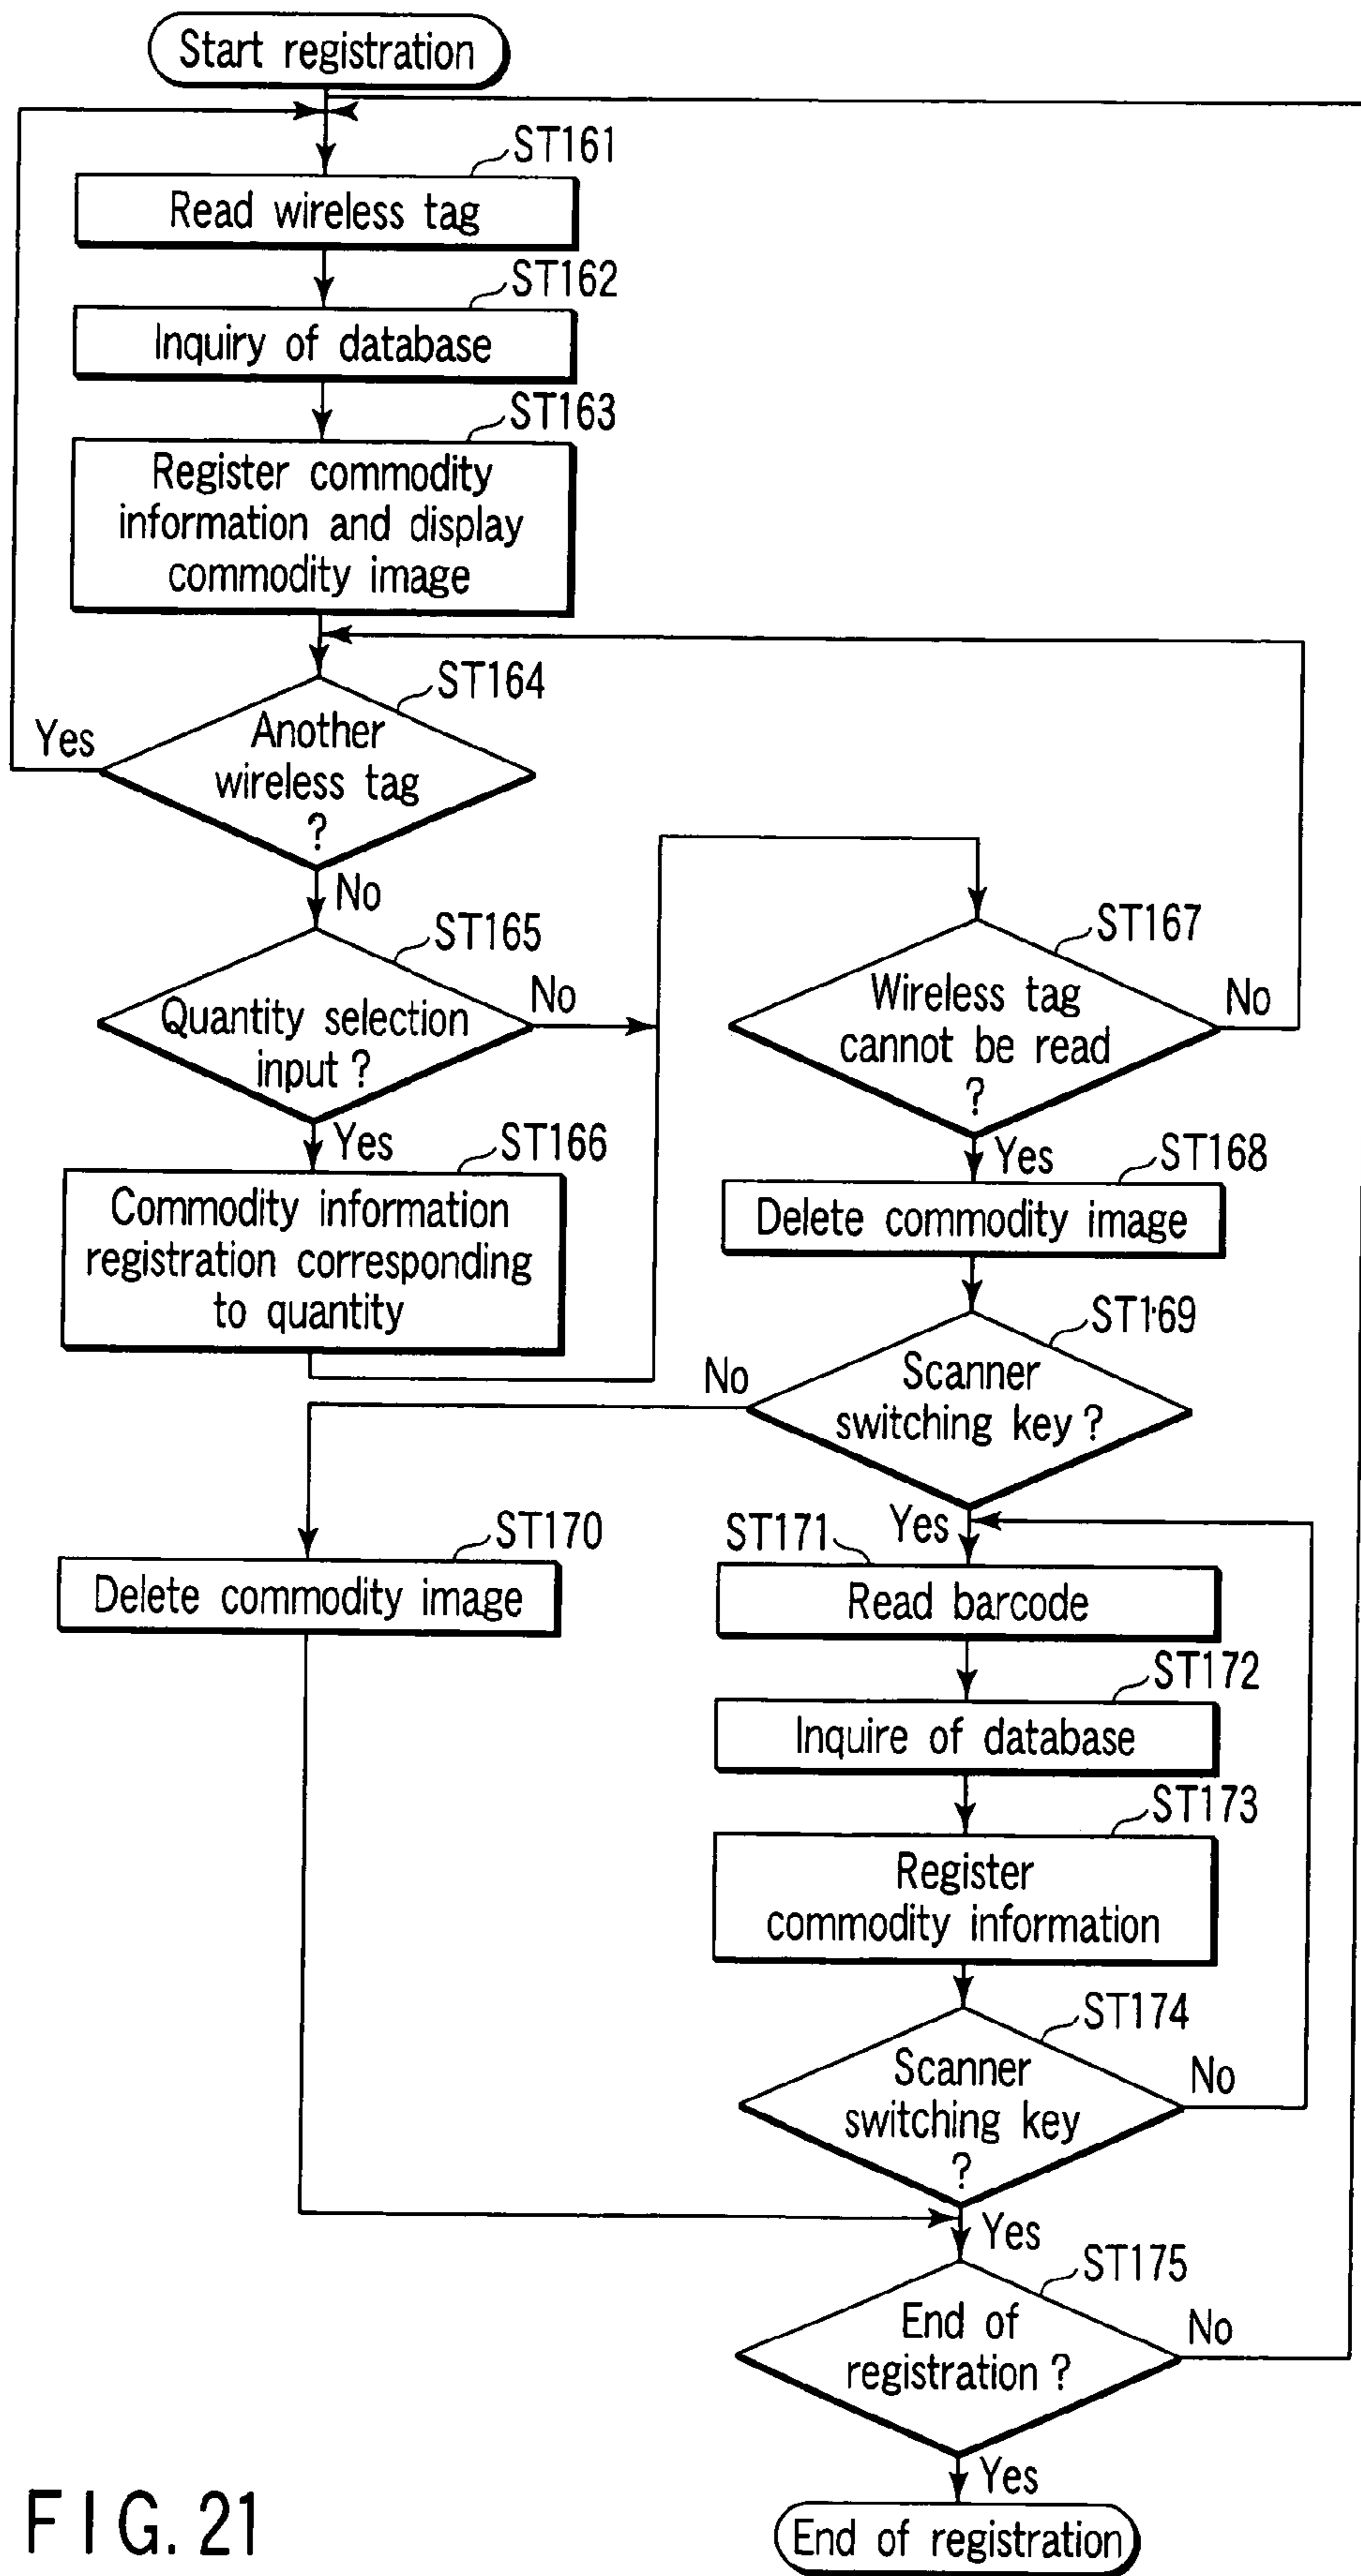 Start registration
ST161
Read wireless tag
ST162
Inquiry of database
ST163
Register commodity
information and display
commodity image
ST164
Another
wireless tag
?
Yes
No
ST165
Quantity selection
input ?
No
Yes
ST166
Commodity information
registration corresponding
to quantity
ST167
Wireless tag
cannot be read
?
No
Yes
ST168
Delete commodity image
ST169
Scanner
switching key ?
No
Yes
ST170
Delete commodity image
ST171
Read barcode
ST172
Inquire of database
ST173
Register
commodity information
ST174
Scanner
switching key
?
No
Yes
ST175
End of
registration ?
No
Yes
End of registration
FIG. 21